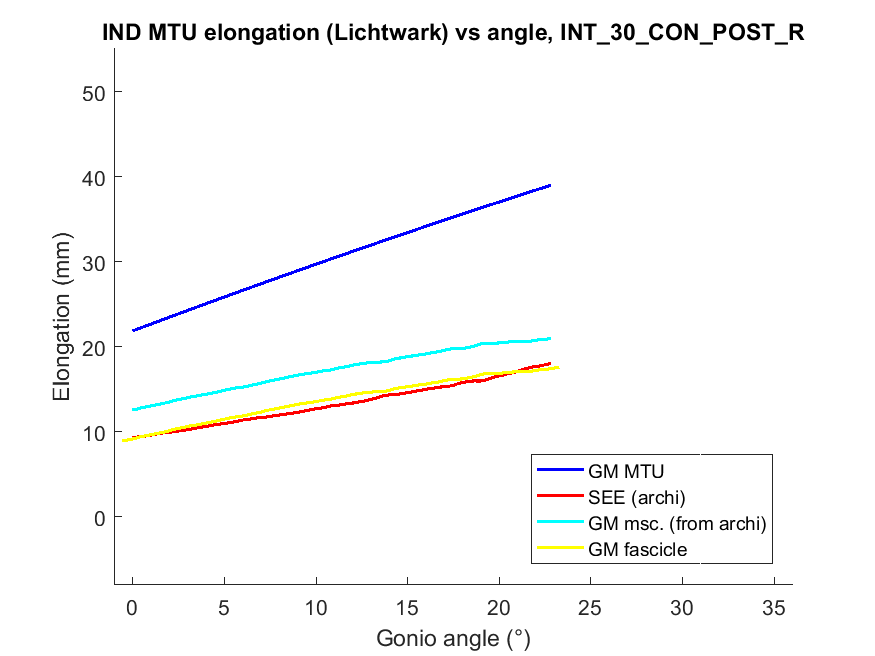 IND MTU elongation (Lichtwark) vs angle, INT_30_CON_POST_R
Elongation (mm)
50
40
30
20
10
0
0 5 10 15 20 25 30 35
Gonio angle (°)
GM MTU
SEE (archi)
GM msc. (from archi)
GM fascicle